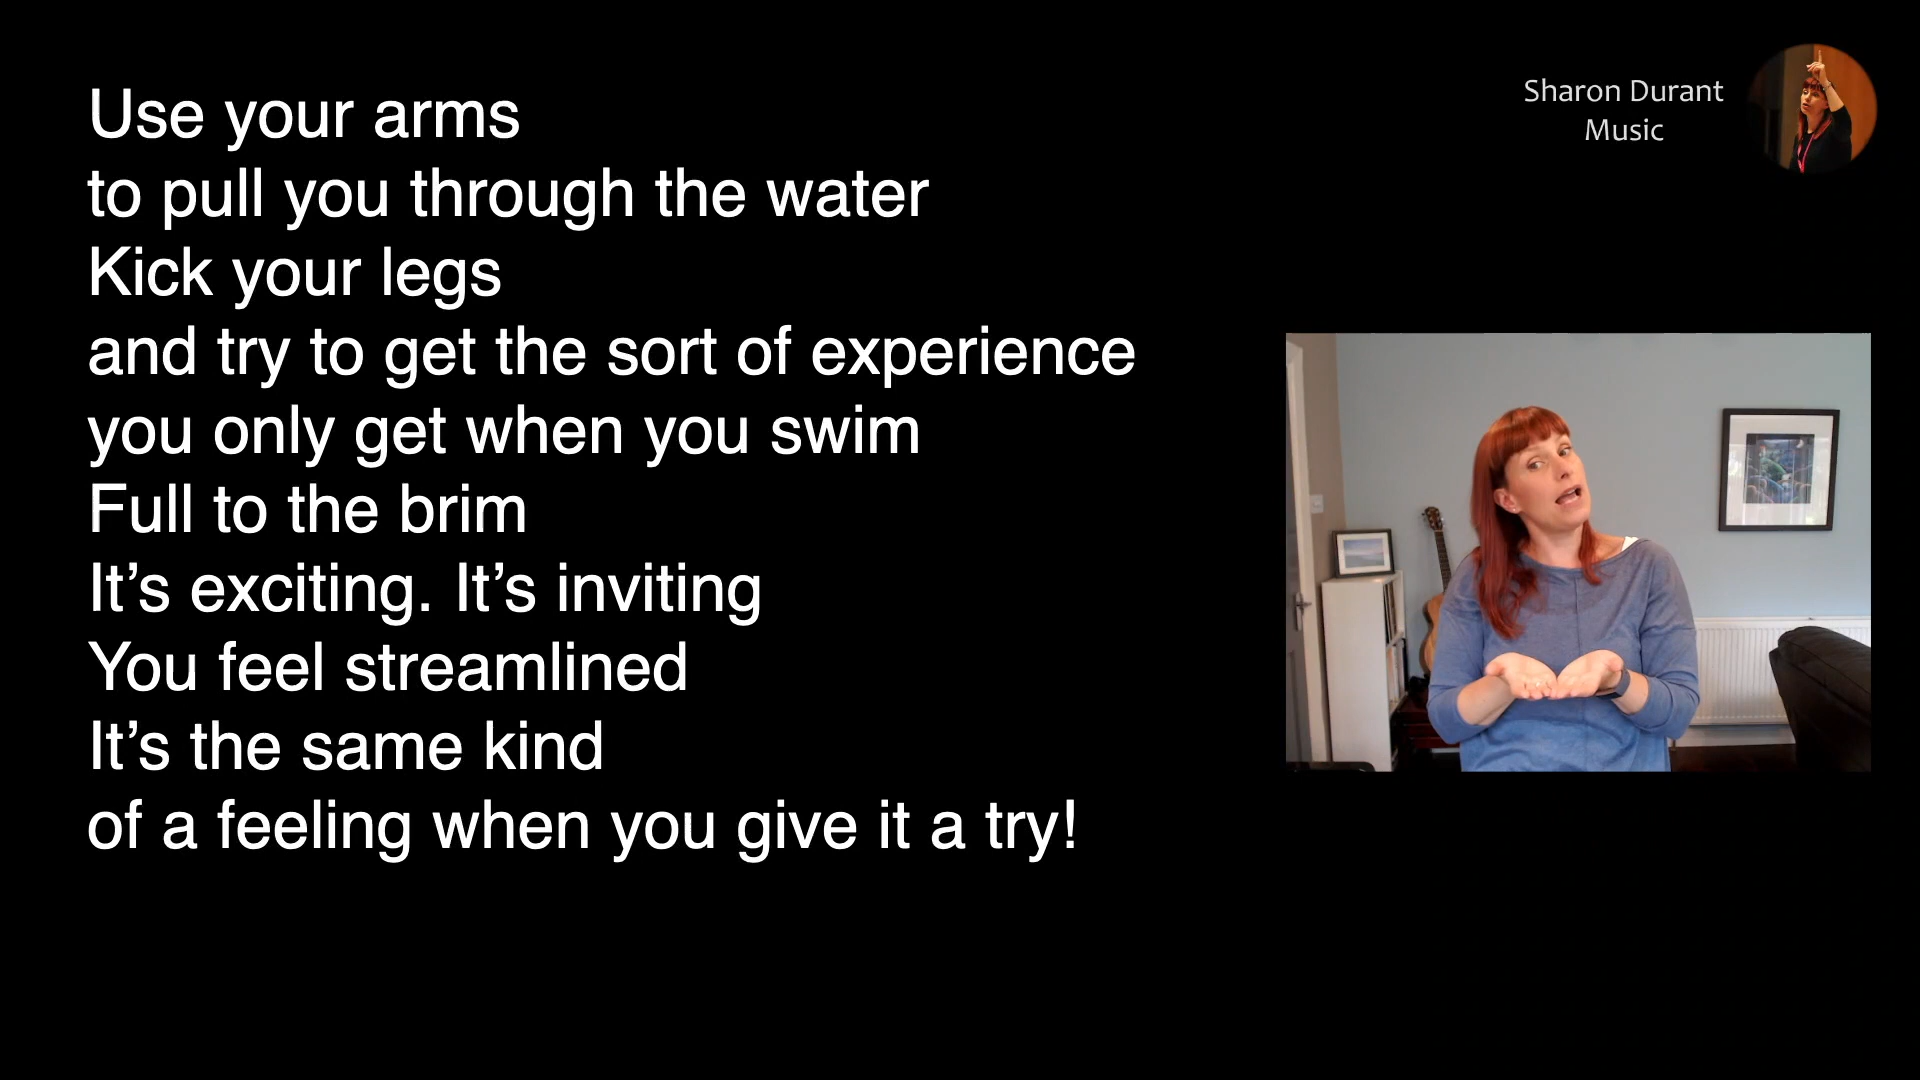 Use your arms
to pull you through the water
Kick your legs
and try to get the sort of experience
you only get when you swim
Full to the brim
It’s exciting. It’s inviting
You feel streamlined
It’s the same kind
of a feeling when you give it a try!
Sharon Durant
Music